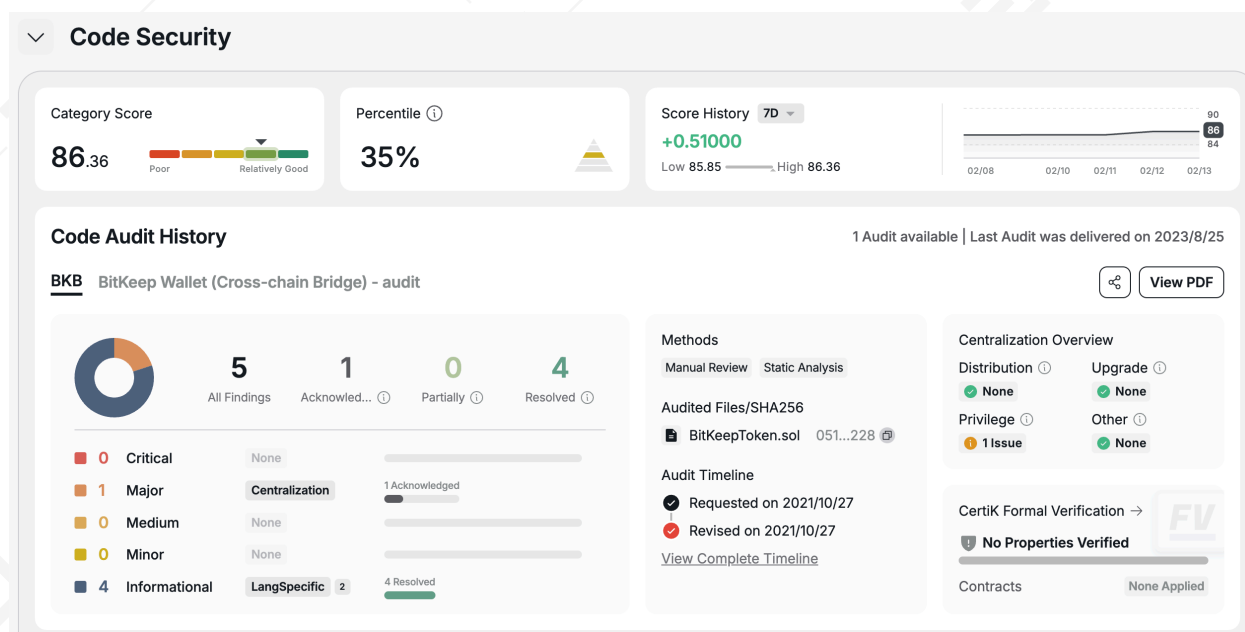 Code Security
Category Score
86.36
Poor
Relatively Good
Percentile
35%
Score History 7D
+0.51000
Low 85.85 High 86.36
90
86
84
02/08 02/10 02/11 02/12 02/13
Code Audit History
1 Audit available | Last Audit was delivered on 2023/8/25
BKB BitKeep Wallet (Cross-chain Bridge) - audit
View PDF
5
All Findings
1
Acknowled...
0
Partially
4
Resolved
0 Critical None
1 Major Centralization 1 Acknowledged
0 Medium None
0 Minor None
4 Informational LangSpecific 2 4 Resolved
Methods
Manual Review Static Analysis
Audited Files/SHA256
BitKeepToken.sol 051...228
Audit Timeline
Requested on 2021/10/27
Revised on 2021/10/27
View Complete Timeline
Centralization Overview
Distribution Upgrade
None None
Privilege Other
1 Issue None
CertiK Formal Verification →
FV
No Properties Verified
Contracts None Applied